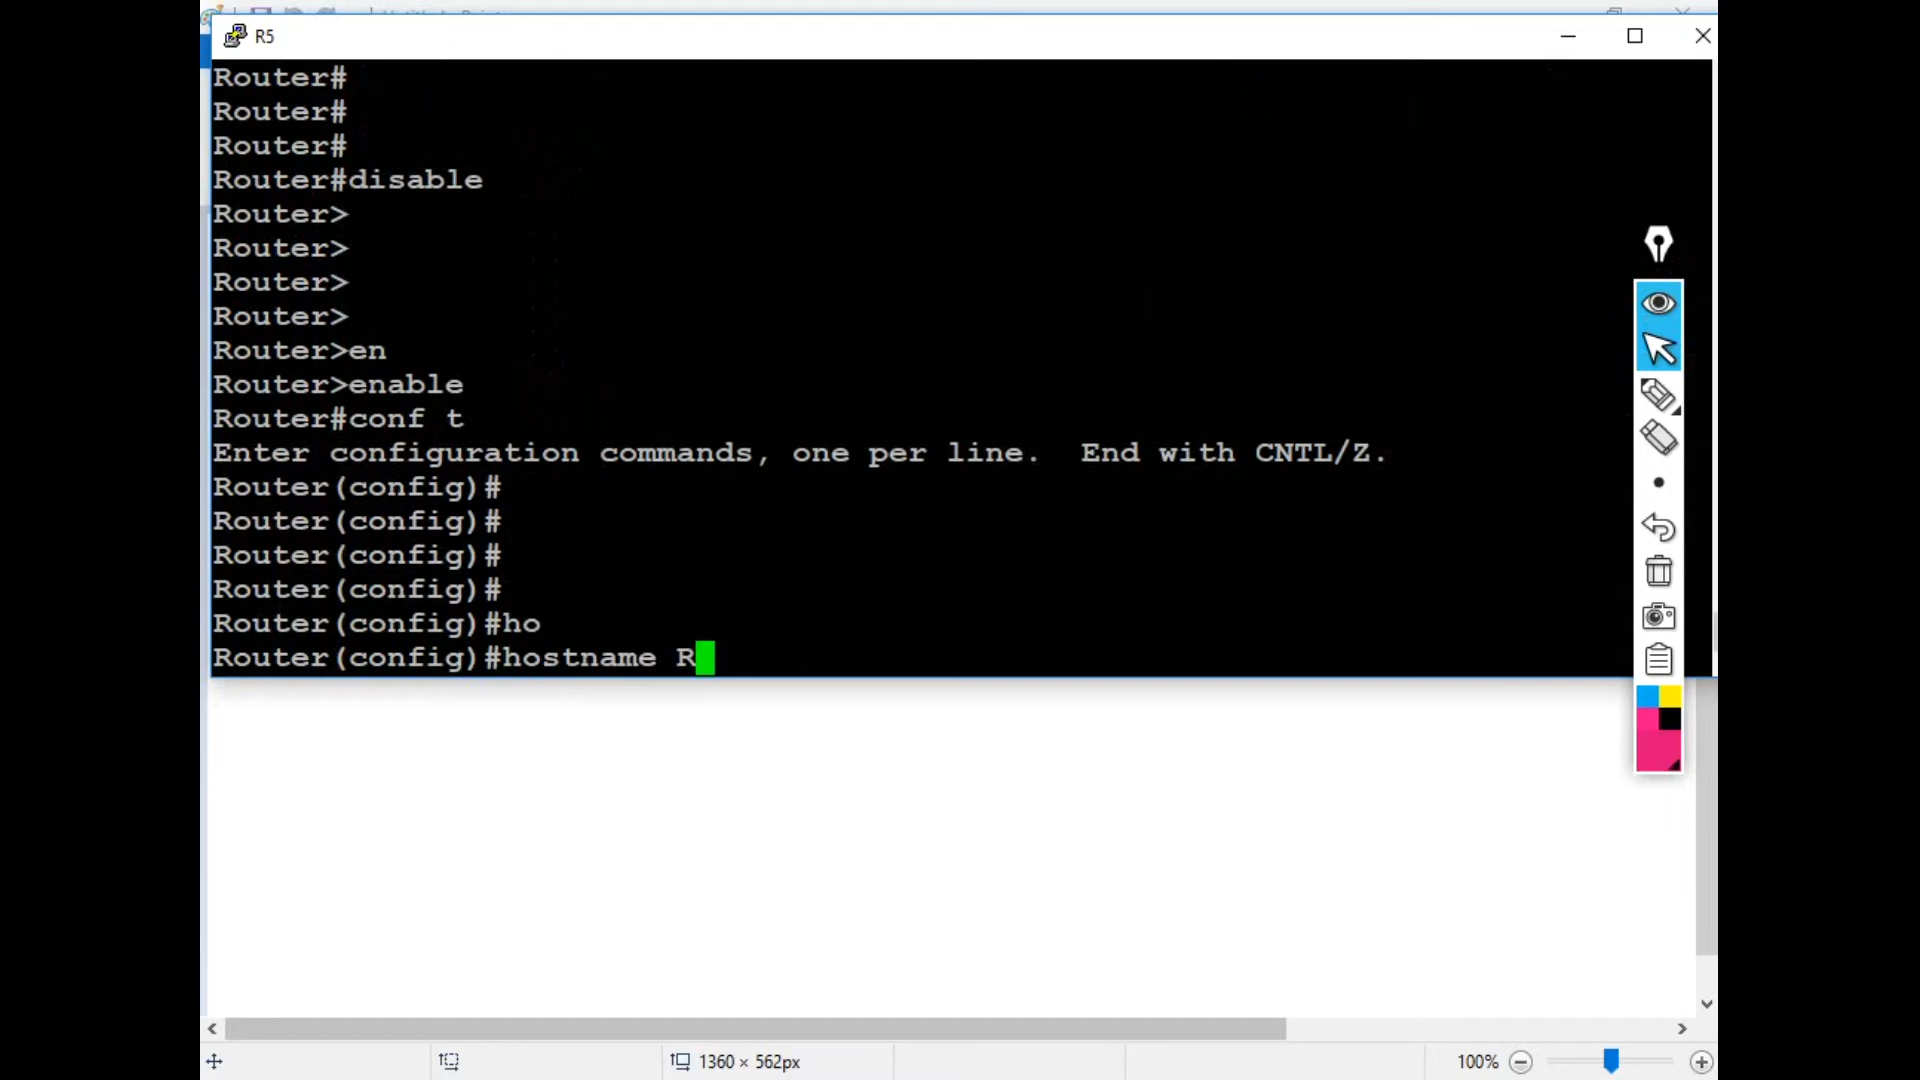 R5
Router#
Router#
Router#
Router#disable
Router>
Router>
Router>
Router>
Router>en
Router>enable
Router#conf t
Enter configuration commands, one per line.  End with CNTL/Z.
Router(config)#
Router(config)#
Router(config)#
Router(config)#
Router(config)#ho
Router(config)#hostname R
1360 × 562px
100%